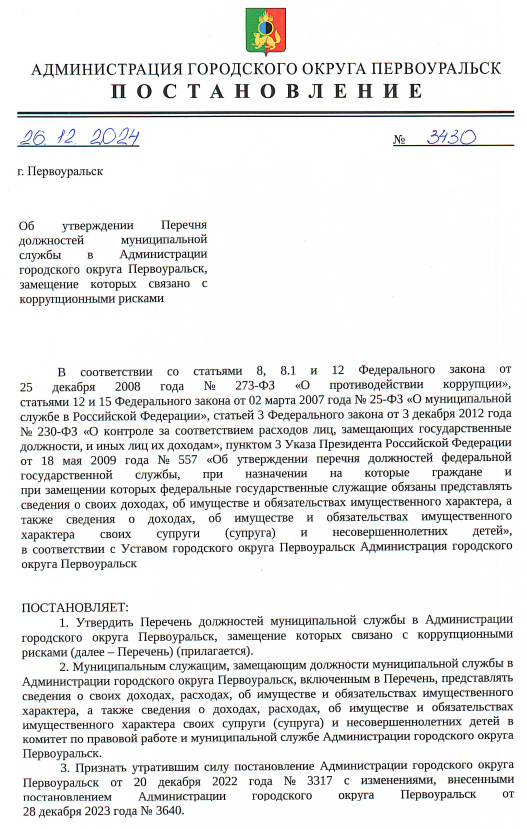 АДМИНИСТРАЦИЯ ГОРОДСКОГО ОКРУГА ПЕРВОУРАЛЬСК
ПОСТАНОВЛЕНИЕ
26.12.2024 № 3430
г. Первоуральск
Об утверждении Перечня
должностей муниципальной
службы в Администрации
городского округа Первоуральск,
замещение которых связано с
коррупционными рисками
В соответствии со статьями 8, 8.1 и 12 Федерального закона от
25 декабря 2008 года № 273-ФЗ «О противодействии коррупции»,
статьями 12 и 15 Федерального закона от 02 марта 2007 года № 25-ФЗ «О муниципальной
службе в Российской Федерации», статьей 3 Федерального закона от 3 декабря 2012 года
№ 230-ФЗ «О контроле за соответствием расходов лиц, замещающих государственные
должности, и иных лиц их доходам», пунктом 3 Указа Президента Российской Федерации
от 18 мая 2009 года № 557 «Об утверждении перечня должностей федеральной
государственной службы, при назначении на которые граждане и
при замещении которых федеральные государственные служащие обязаны представлять
сведения о своих доходах, об имуществе и обязательствах имущественного характера, а
также сведения о доходах, об имуществе и обязательствах имущественного
характера своих супруги (супруга) и несовершеннолетних детей»,
в соответствии с Уставом городского округа Первоуральск Администрация городского
округа Первоуральск
ПОСТАНОВЛЯЕТ:
1. Утвердить Перечень должностей муниципальной службы в Администрации
городского округа Первоуральск, замещение которых связано с коррупционными
рисками (далее – Перечень) (прилагается).
2. Муниципальным служащим, замещающим должности муниципальной службы в
Администрации городского округа Первоуральск, включенным в Перечень, представлять
сведения о своих доходах, расходах, об имуществе и обязательствах имущественного
характера, а также сведения о доходах, расходах, об имуществе и обязательствах
имущественного характера своих супруги (супруга) и несовершеннолетних детей в
комитет по правовой работе и муниципальной службе Администрации городского округа
Первоуральск.
3. Признать утратившим силу постановление Администрации городского округа
Первоуральск от 20 декабря 2022 года № 3317 с изменениями, внесенными
постановлением Администрации городского округа Первоуральск от
28 декабря 2023 года № 3640.